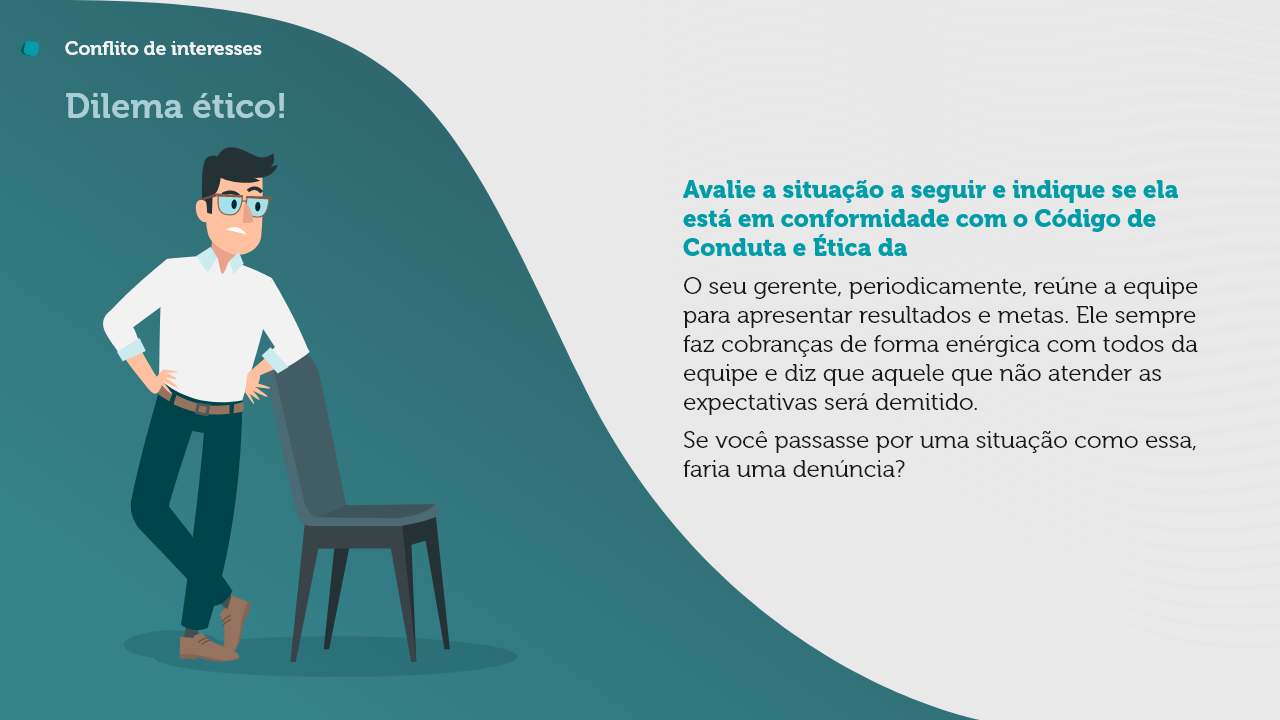 Conflito de interesses
Dilema ético!
Avalie a situação a seguir e indique se ela
está em conformidade com o Código de
Conduta e Ética da
O seu gerente, periodicamente, reúne a equipe
para apresentar resultados e metas. Ele sempre
faz cobranças de forma enérgica com todos da
equipe e diz que aquele que não atender as
expectativas será demitido.
Se você passasse por uma situação como essa,
faria uma denúncia?